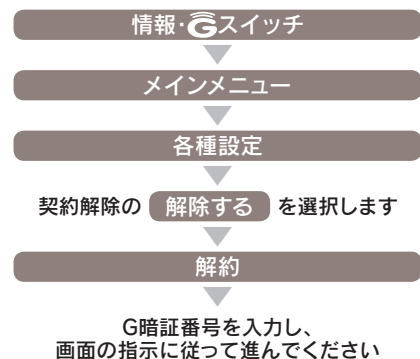 情報・Gスイッチ
メインメニュー
各種設定
契約解除の 解除する を選択します
解約
G暗証番号を入力し、
画面の指示に従って進んでください